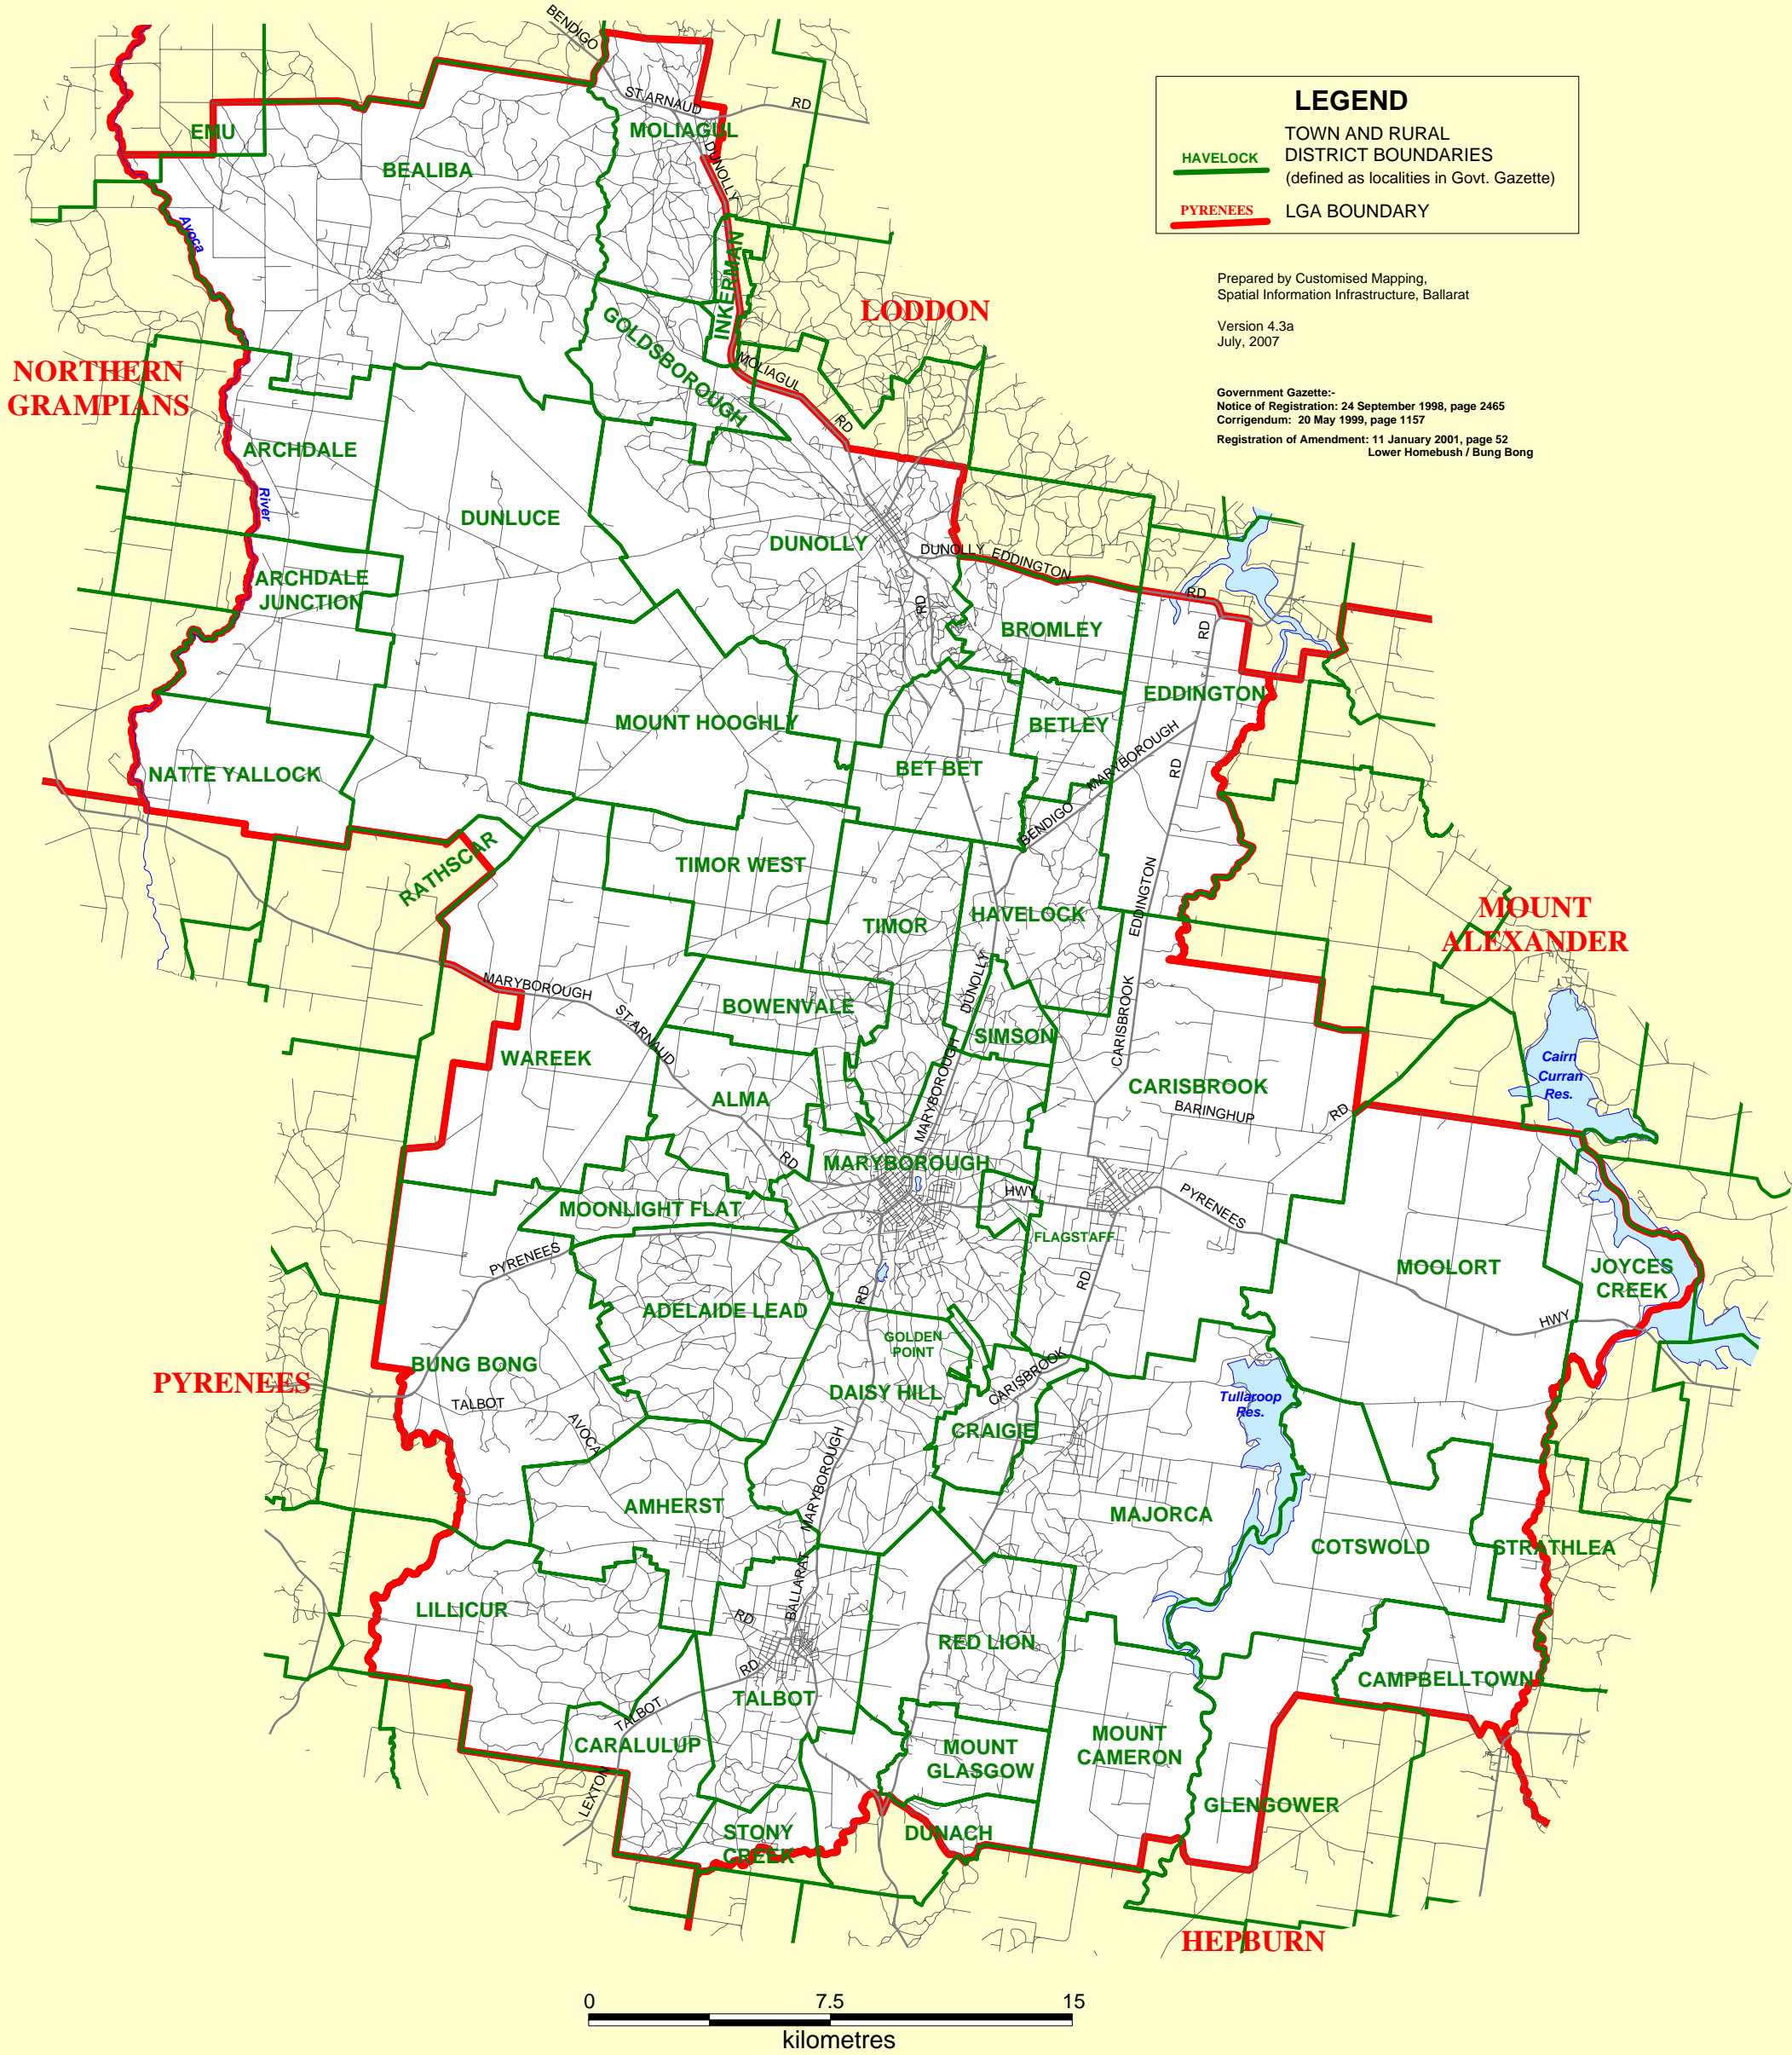 LEGEND
TOWN AND RURAL
HAVELOCK DISTRICT BOUNDARIES
(defined as localities in Govt. Gazette)
PYRENEES LGA BOUNDARY
Prepared by Customised Mapping,
Spatial Information Infrastructure, Ballarat
Version 4.3a
July, 2007
Government Gazette:-
Notice of Registration: 24 September 1998, page 2465
Corrigendum: 20 May 1999, page 1157
Registration of Amendment: 11 January 2001, page 52
Lower Homebush / Bung Bong
BENDIGO
ST.ARNAUD
RD
EMU
MOLIAGUL
BEALIBA
DUNOLLY
Avoca
INKERMAN
LODDON
GOLDSBOROUGH
MOLIAGUL
RD
NORTHERN
GRAMPIANS
ARCHDALE
River
DUNLUCE
DUNOLLY
DUNOLLY EDDINGTON
RD
ARCHDALE
JUNCTION
RD
BROMLEY
RD
EDDINGTON
MOUNT HOOGHLY
BETLEY
NATTE YALLOCK
BET BET
MARYBOROUGH
RD
BENDIGO
RATHSCAR
TIMOR WEST
TIMOR
HAVELOCK
EDDINGTON
MOUNT
ALEXANDER
MARYBOROUGH
ST.ARNAUD
BOWENVALE
DUNOLLY
SIMSON
CARISBROOK
WAREEK
Cairn
Curran
Res.
ALMA
MARYBOROUGH
CARISBROOK
BARINGHUP
RD
RD
MARYBOROUGH
HWY
PYRENEES
MOONLIGHT FLAT
FLAGSTAFF
PYRENEES
MOOLORT
JOYCES
CREEK
RD
RD
ADELAIDE LEAD
HWY
GOLDEN
POINT
BUNG BONG
PYRENEES
CARISBROOK
DAISY HILL
TALBOT
AVOCA
Tullaroop
Res.
CRAIGIE
MARYBOROUGH
AMHERST
MAJORCA
COTSWOLD
STRATHLEA
BALLARAT
LILLICUR
RD
RED LION
RD
CAMPBELLTOWN
TALBOT
TALBOT
CARALULUP
MOUNT
GLASGOW
MOUNT
CAMERON
LEXTON
GLENGOWER
STONY
CREEK
DUNACH
HEPBURN
0 7.5 15
kilometres